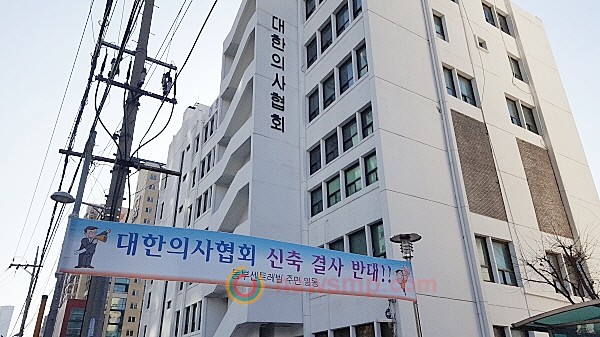 대한의사협회
대한의사협회 신축 결사 반대!!
동부센트레빌 주민 일동